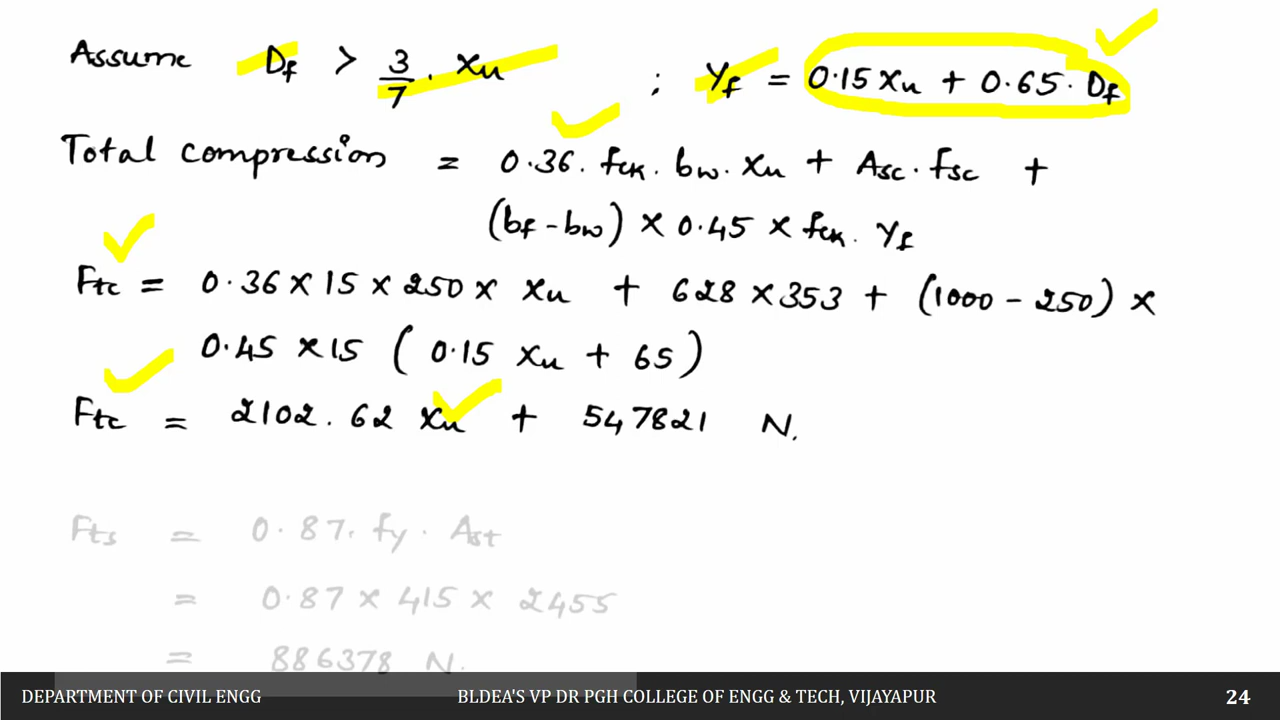 Assume Df > 3/7 . xu ; Yf = 0.15 xu + 0.65. Df
Total compression = 0.36. fck. bw. xu + Asc. fsc +
(bf - bw) × 0.45 × fck. Yf
Ftc = 0.36 × 15 × 250 × xu + 628 × 353 + (1000 - 250) ×
0.45 × 15 ( 0.15 xu + 65 )
Ftc = 2102.62 xu + 547821 N.
Fts = 0.87. fy. Ast
= 0.87 × 415 × 2455
= 886378 N.
DEPARTMENT OF CIVIL ENGG BLDEA'S VP DR PGH COLLEGE OF ENGG & TECH, VIJAYAPUR 24